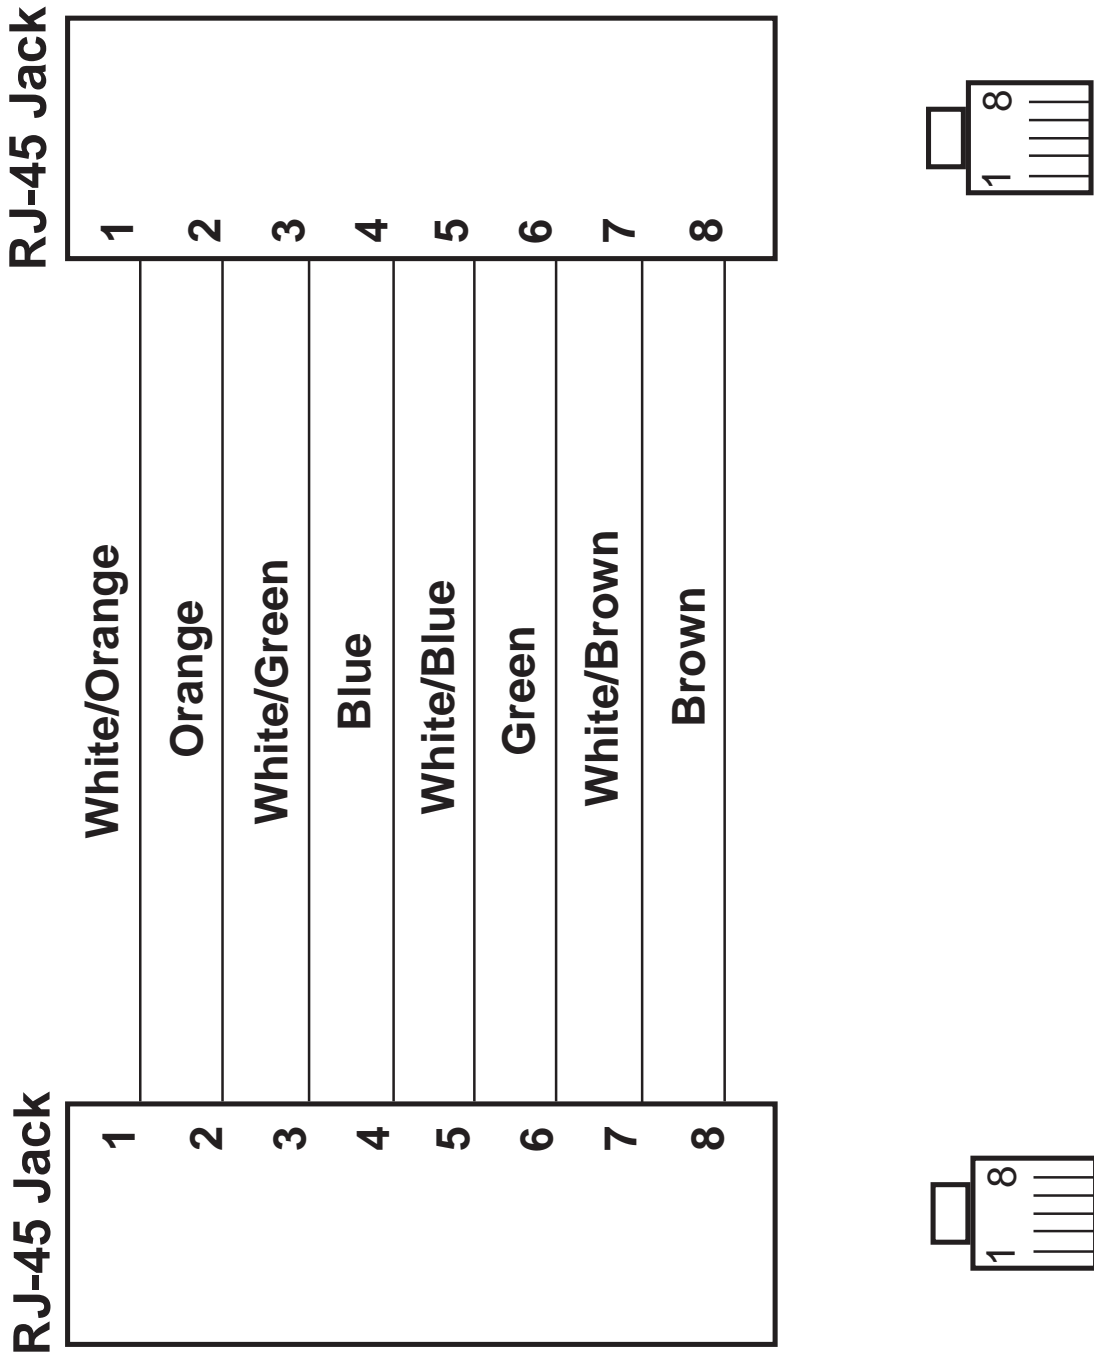 RJ-45 Jack RJ-45 Jack
1 White/Orange 1
2 Orange 2
3 White/Green 3
4 Blue 4
5 White/Blue 5
6 Green 6
7 White/Brown 7
8 Brown 8
1 8 1 8